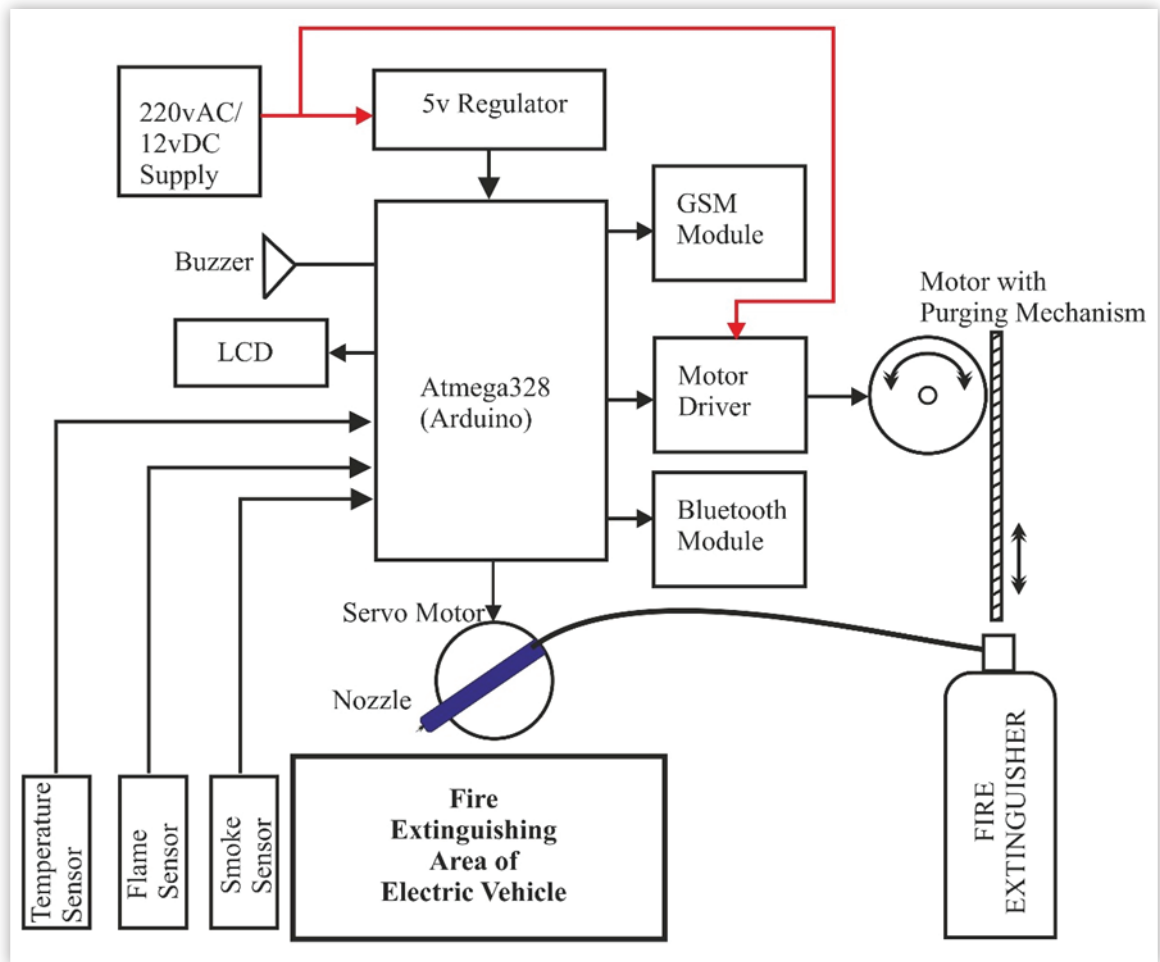 220vAC/
12vDC
Supply
5v Regulator
GSM
Module
Buzzer
Motor with
Purging Mechanism
LCD
Atmega328
(Arduino)
Motor
Driver
Bluetooth
Module
Servo Motor
Nozzle
Temperature
Sensor
Flame
Sensor
Smoke
Sensor
Fire
Extinguishing
Area of
Electric Vehicle
FIRE
EXTINGUISHER